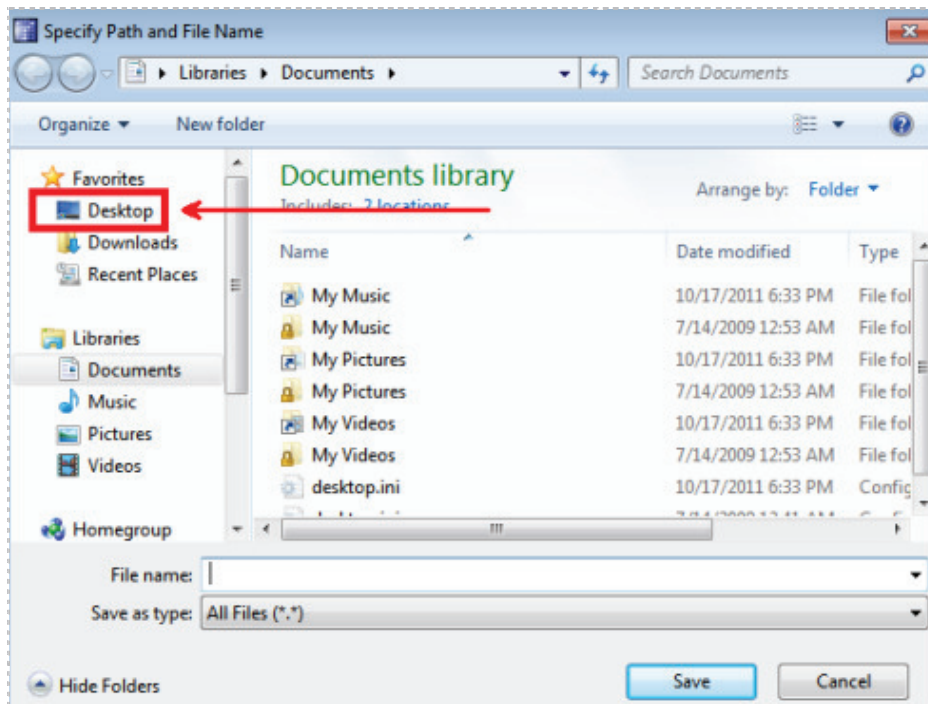 Specify Path and File Name
Libraries Documents
Search Documents
Organize New folder
Favorites
Desktop
Downloads
Recent Places
Libraries
Documents
Music
Pictures
Videos
Homegroup
Documents library
Includes: 2 locations
Arrange by: Folder
Name Date modified Type
My Music 10/17/2011 6:33 PM File fol
My Music 7/14/2009 12:53 AM File fol
My Pictures 10/17/2011 6:33 PM File fol
My Pictures 7/14/2009 12:53 AM File fol
My Videos 10/17/2011 6:33 PM File fol
My Videos 7/14/2009 12:53 AM File fol
desktop.ini 10/17/2011 6:33 PM Config
File name:
Save as type: All Files (*.*)
Hide Folders Save Cancel